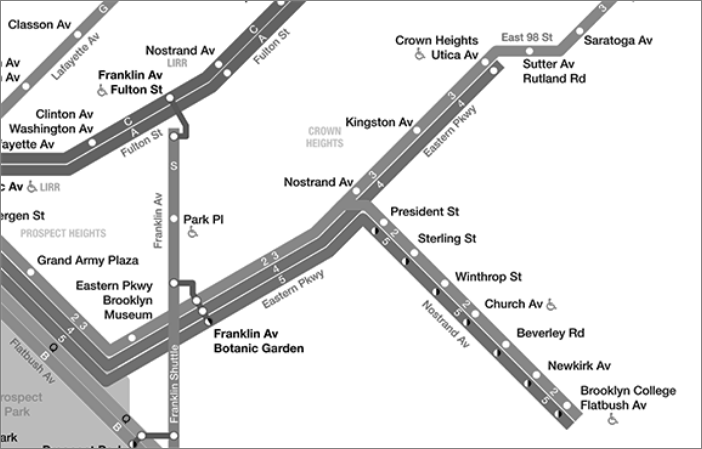 Classon Av
G
Lafayette Av
Nostrand Av
LIRR
C
A
Fulton St
Franklin Av
Fulton St
Clinton Av
Washington Av
fayette Av
C
A
Fulton St
c Av LIRR
ergen St
PROSPECT HEIGHTS
Grand Army Plaza
2 3
4
5
B
Flatbush Av
S
Franklin Av
Park Pl
Eastern Pkwy
Brooklyn
Museum
Franklin Av
Botanic Garden
2 3
4
5
Eastern Pkwy
Franklin Shuttle
rospect
Park
B
ark
CROWN
HEIGHTS
Crown Heights
Utica Av
East 98 St
3
Saratoga Av
Sutter Av
Rutland Rd
Kingston Av
3
4
Eastern Pkwy
Nostrand Av
3
4
President St
2
5
Sterling St
Winthrop St
2
5
Church Av
Nostrand Av
Beverley Rd
Newkirk Av
2
5
Brooklyn College
Flatbush Av